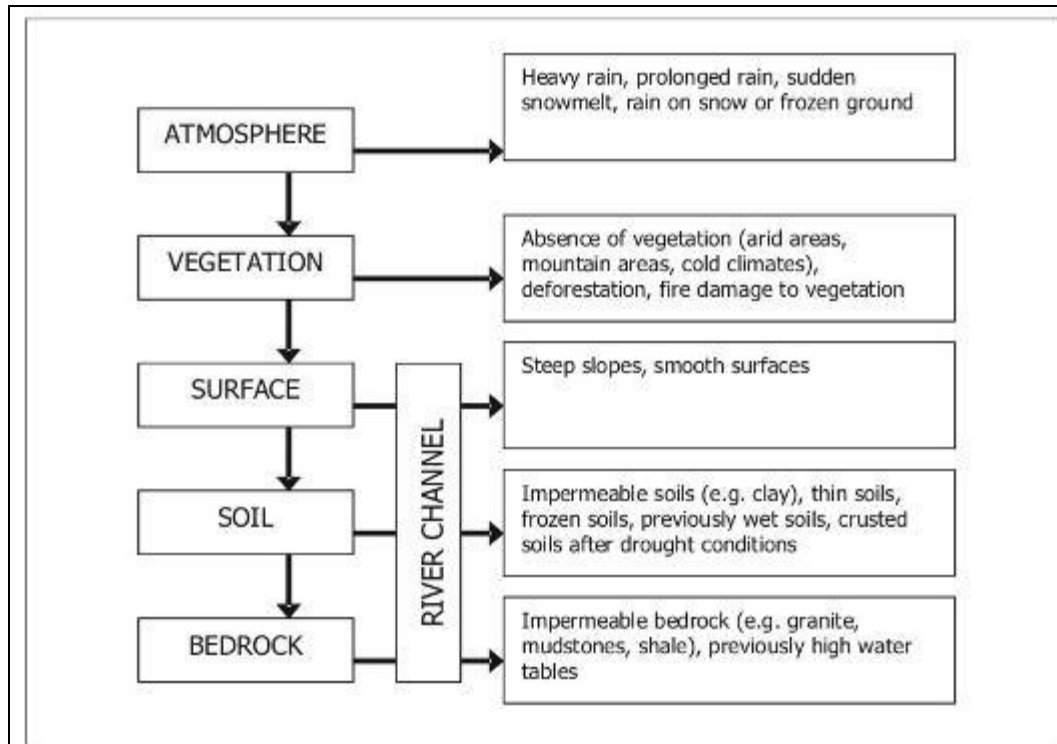 ATMOSPHERE
Heavy rain, prolonged rain, sudden
snowmelt, rain on snow or frozen ground
VEGETATION
Absence of vegetation (arid areas,
mountain areas, cold climates),
deforestation, fire damage to vegetation
SURFACE
Steep slopes, smooth surfaces
RIVER CHANNEL
SOIL
Impermeable soils (e.g. clay), thin soils,
frozen soils, previously wet soils, crusted
soils after drought conditions
BEDROCK
Impermeable bedrock (e.g. granite,
mudstones, shale), previously high water
tables